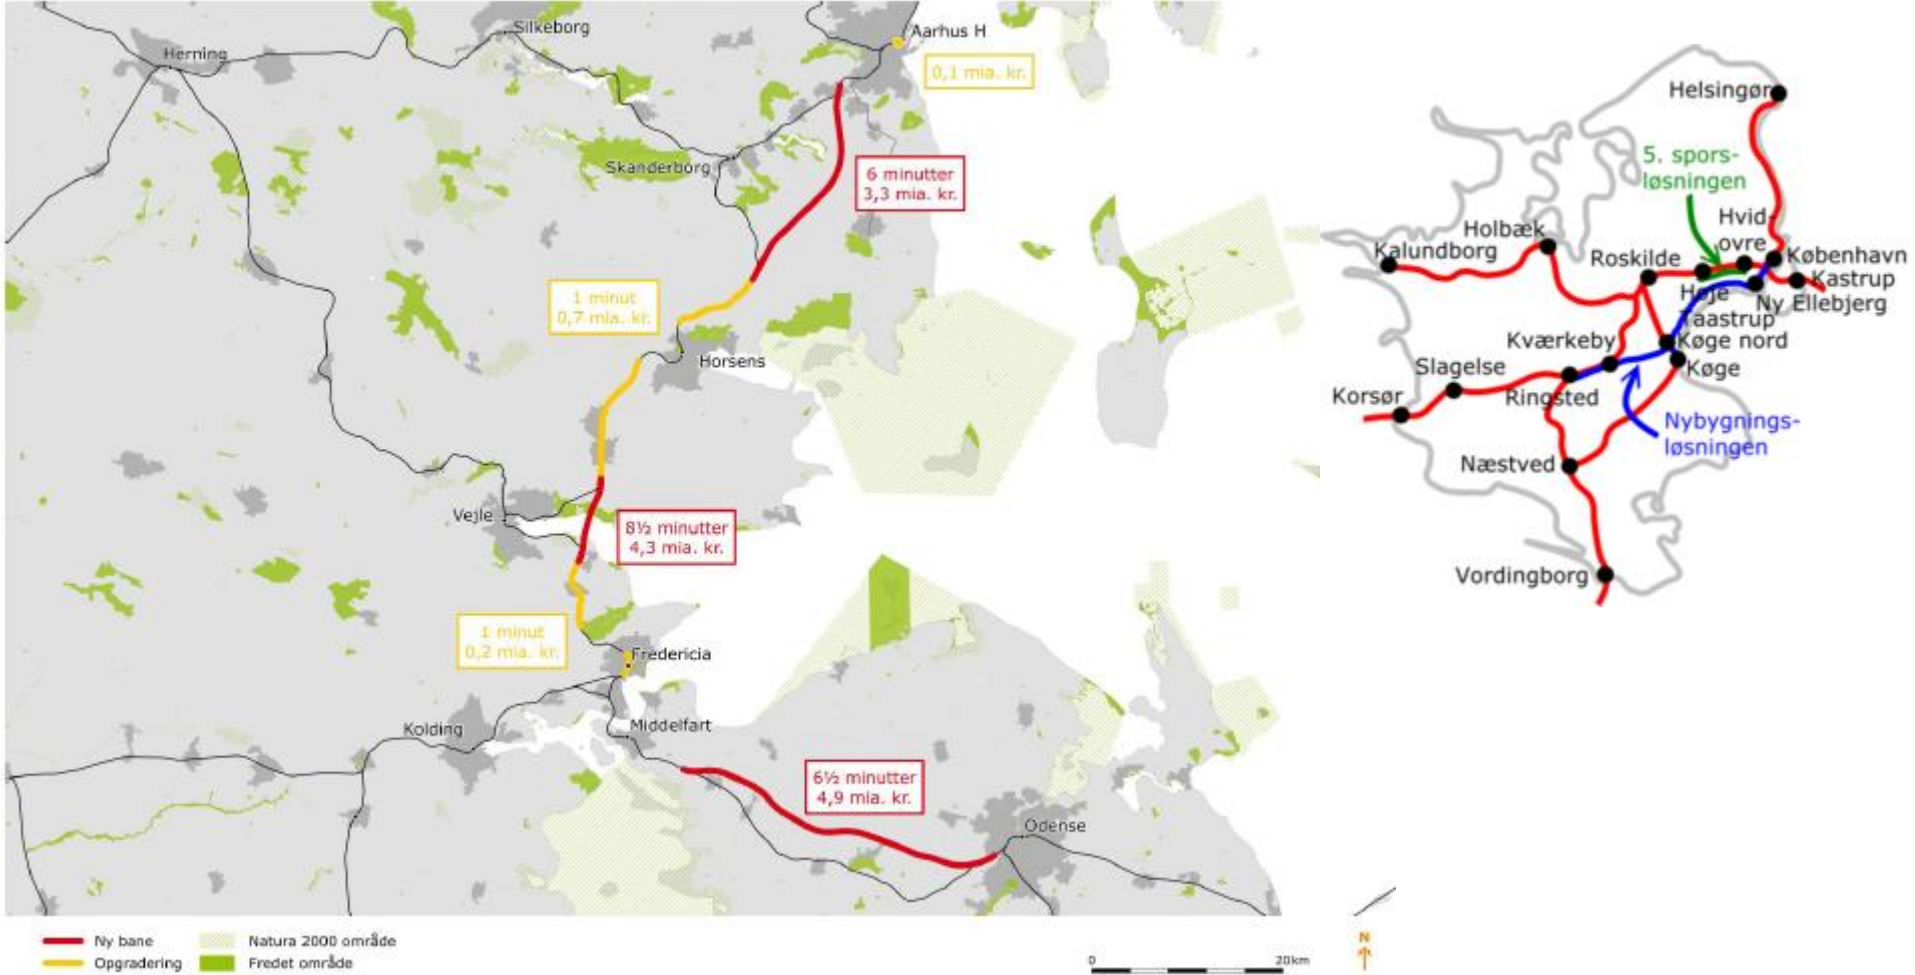 Silkeborg
Aarhus H
Herning
0,1 mia. kr.
Skanderborg
6 minutter
3,3 mia. kr.
1 minut
0,7 mia. kr.
Horsens
Vejle
8½ minutter
4,3 mia. kr.
1 minut
0,2 mia. kr.
Fredericia
Kolding
Middelfart
6½ minutter
4,9 mia. kr.
Odense
Ny bane
Opgradering
Natura 2000 område
Fredet område
0
20km
N
Helsingør
5. spors-
løsningen
Hvid-
ovre
Holbæk
Kalundborg
Roskilde
København
Kastrup
Høje
Taastrup
Ny Ellebjerg
Kværkeby
Køge nord
Køge
Slagelse
Korsør
Ringsted
Nybygnings-
løsningen
Næstved
Vordingborg